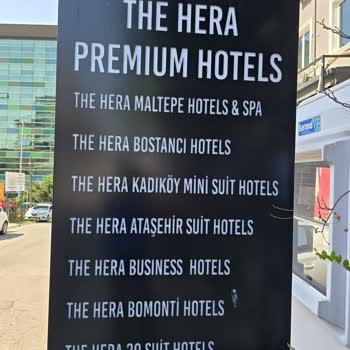 THE HERA
PREMIUM HOTELS
THE HERA MALTEPE HOTELS & SPA
THE HERA BOSTANCI HOTELS
THE HERA KADIKÖY MİNİ SUİT HOTELS
THE HERA ATAŞEHİR SUİT HOTELS
THE HERA BUSINESS HOTELS
THE HERA BOMONTİ HOTELS
THE HERA 20 SUİT HOTELS